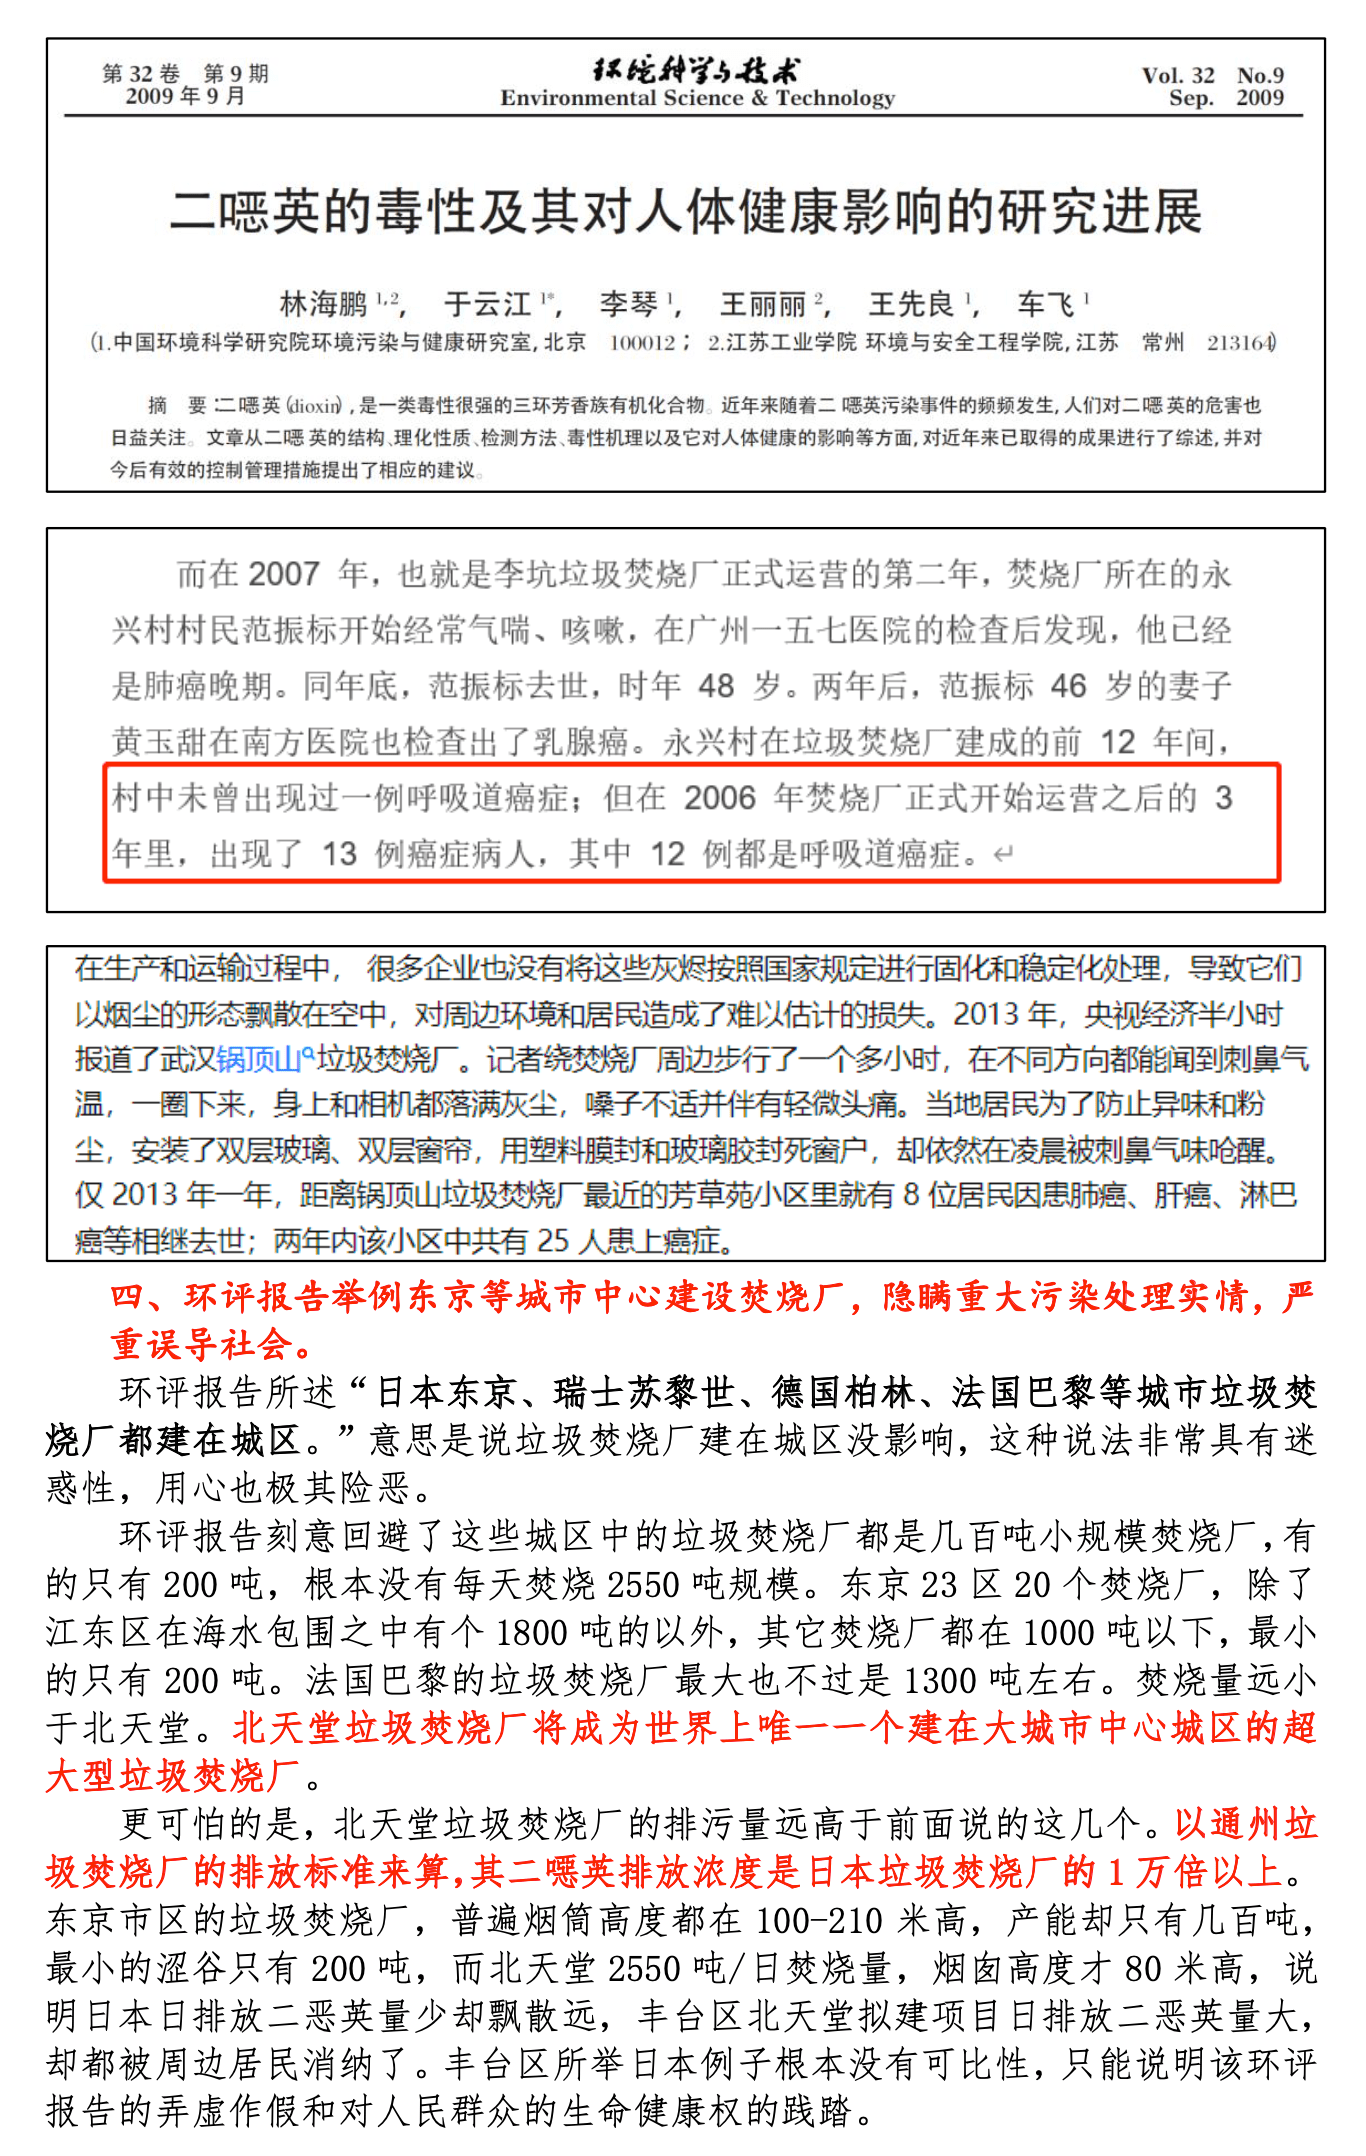 第 32 卷　第 9 期
2009 年 9 月
环境科学与技术
Environmental Science & Technology
Vol. 32　No.9
Sep.　2009
二噁英的毒性及其对人体健康影响的研究进展
林海鹏 1,2,　于云江 1*,　李琴 1,　王丽丽 2,　王先良 1,　车飞 1
(1.中国环境科学研究院环境污染与健康研究室,北京　100012；　2.江苏工业学院 环境与安全工程学院,江苏　常州　213164)
摘　要:二噁英(dioxin),是一类毒性很强的三环芳香族有机化合物。近年来随着二噁英污染事件的频频发生,人们对二噁英的危害也
日益关注。文章从二噁英的结构、理化性质、检测方法、毒性机理以及它对人体健康的影响等方面,对近年来已取得的成果进行了综述,并对
今后有效的控制管理措施提出了相应的建议。
而在 2007 年，也就是李坑垃圾焚烧厂正式运营的第二年，焚烧厂所在的永
兴村村民范振标开始经常气喘、咳嗽，在广州一五七医院的检查后发现，他已经
是肺癌晚期。同年底，范振标去世，时年 48 岁。两年后，范振标 46 岁的妻子
黄玉甜在南方医院也检查出了乳腺癌。永兴村在垃圾焚烧厂建成的前 12 年间，
村中未曾出现过一例呼吸道癌症；但在 2006 年焚烧厂正式开始运营之后的 3
年里，出现了 13 例癌症病人，其中 12 例都是呼吸道癌症。↵
在生产和运输过程中， 很多企业也没有将这些灰烬按照国家规定进行固化和稳定化处理，导致它们
以烟尘的形态飘散在空中，对周边环境和居民造成了难以估计的损失。2013 年，央视经济半小时
报道了武汉锅顶山垃圾焚烧厂。记者绕焚烧厂周边步行了一个多小时，在不同方向都能闻到刺鼻气
温，一圈下来，身上和相机都落满灰尘，嗓子不适并伴有轻微头痛。当地居民为了防止异味和粉
尘，安装了双层玻璃、双层窗帘，用塑料膜封和玻璃胶封死窗户，却依然在凌晨被刺鼻气味呛醒。
仅 2013 年一年，距离锅顶山垃圾焚烧厂最近的芳草苑小区里就有 8 位居民因患肺癌、肝癌、淋巴
癌等相继去世；两年内该小区中共有 25 人患上癌症。
四、环评报告举例东京等城市中心建设焚烧厂，隐瞒重大污染处理实情，严
重误导社会。
环评报告所述“日本东京、瑞士苏黎世、德国柏林、法国巴黎等城市垃圾焚
烧厂都建在城区。”意思是说垃圾焚烧厂建在城区没影响，这种说法非常具有迷
惑性，用心也极其险恶。
环评报告刻意回避了这些城区中的垃圾焚烧厂都是几百吨小规模焚烧厂，有
的只有 200 吨，根本没有每天焚烧 2550 吨规模。东京 23 区 20 个焚烧厂，除了
江东区在海水包围之中有个 1800 吨的以外，其它焚烧厂都在 1000 吨以下，最小
的只有 200 吨。法国巴黎的垃圾焚烧厂最大也不过是 1300 吨左右。焚烧量远小
于北天堂。北天堂垃圾焚烧厂将成为世界上唯一一个建在大城市中心城区的超
大型垃圾焚烧厂。
更可怕的是，北天堂垃圾焚烧厂的排污量远高于前面说的这几个。以通州垃
圾焚烧厂的排放标准来算，其二噁英排放浓度是日本垃圾焚烧厂的 1 万倍以上。
东京市区的垃圾焚烧厂，普遍烟筒高度都在 100-210 米高，产能却只有几百吨，
最小的涩谷只有 200 吨，而北天堂 2550 吨/日焚烧量，烟囱高度才 80 米高，说
明日本日排放二恶英量少却飘散远，丰台区北天堂拟建项目日排放二恶英量大，
却都被周边居民消纳了。丰台区所举日本例子根本没有可比性，只能说明该环评
报告的弄虚作假和对人民群众的生命健康权的践踏。